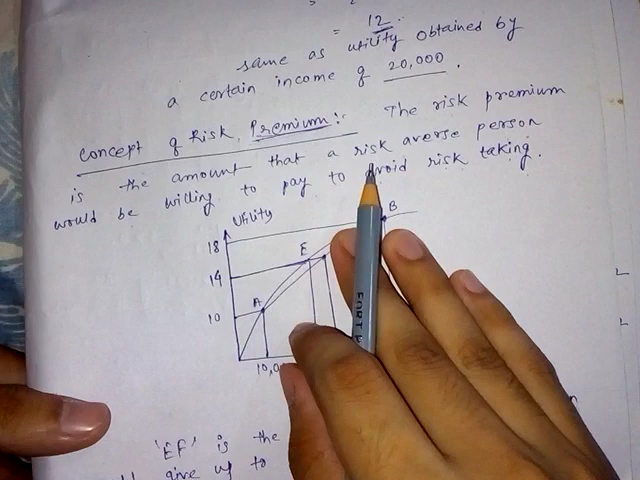 = 12.
same as utility obtained by
a certain income of 20,000.
Concept of Risk Premium:- The risk premium
is the amount that a risk averse person
would be willing to pay to avoid risk taking.
Utility
B
18
E
14
A
10
'EF' is the
give up to